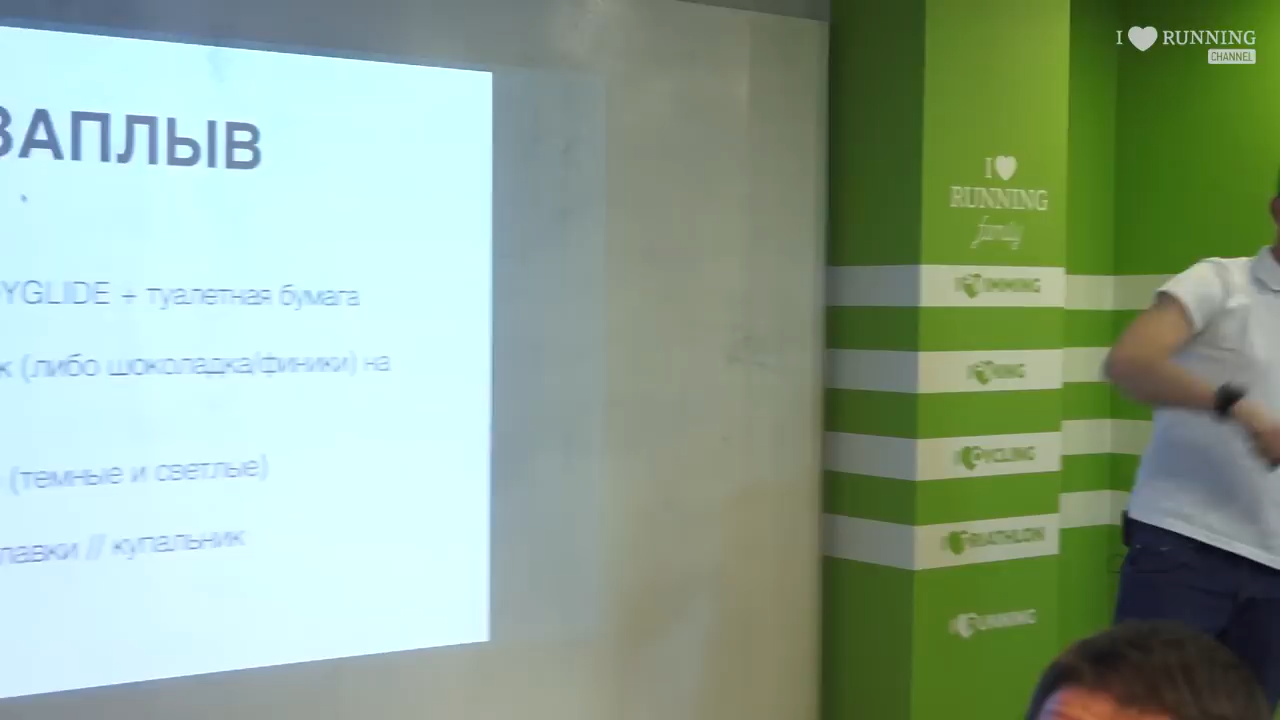 ЗАПЛЫВ
YGLIDE + туалетная бумага
к (либо шоколадка/финики) на
(темные и светлые)
лавки // купальник
I RUNNING
CHANNEL
I
RUNNING
family
CYCLING
TRIATHLON
RUNNING